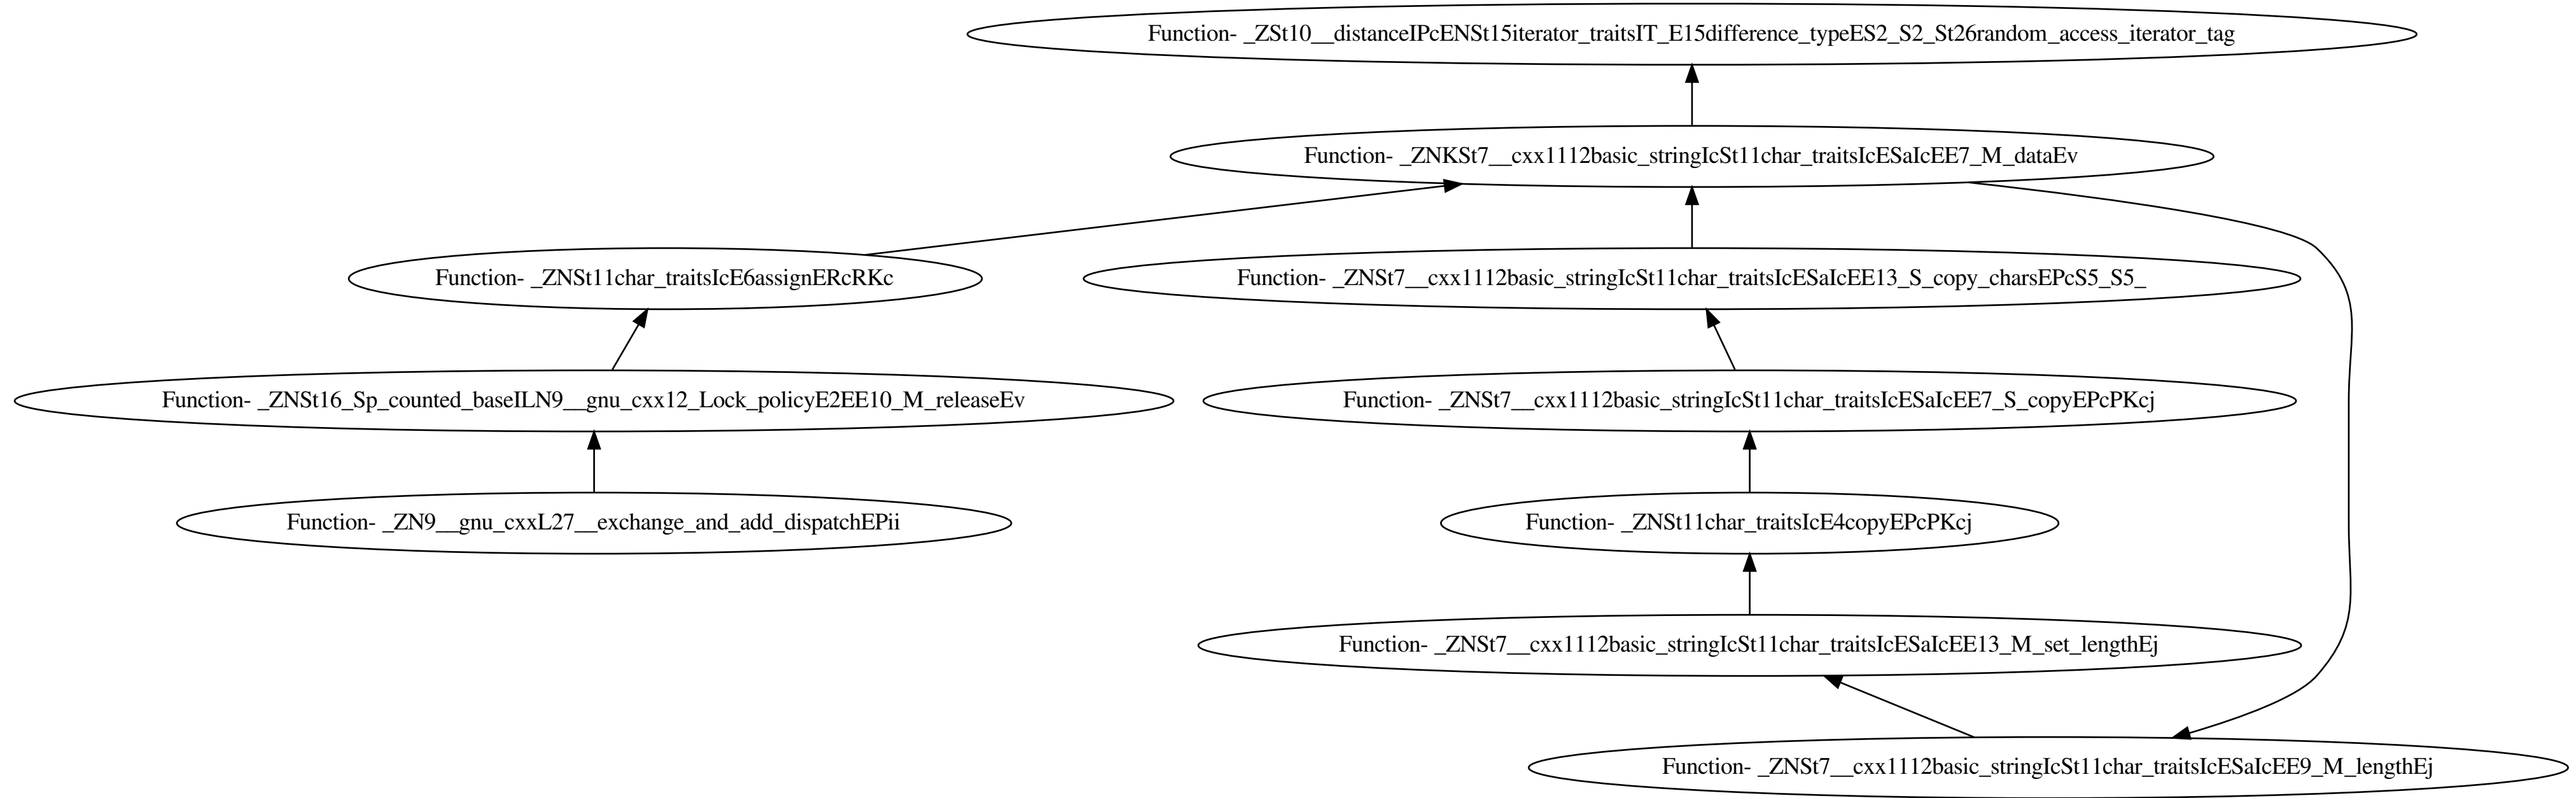 Function- _ZSt10__distanceIPcENSt15iterator_traitsIT_E15difference_typeES2_S2_St26random_access_iterator_tag
Function- _ZNKSt7__cxx1112basic_stringIcSt11char_traitsIcESaIcEE7_M_dataEv
Function- _ZNSt11char_traitsIcE6assignERcRKc
Function- _ZNSt7__cxx1112basic_stringIcSt11char_traitsIcESaIcEE13_S_copy_charsEPcS5_S5_
Function- _ZNSt16_Sp_counted_baseILN9__gnu_cxx12_Lock_policyE2EE10_M_releaseEv
Function- _ZNSt7__cxx1112basic_stringIcSt11char_traitsIcESaIcEE7_S_copyEPcPKcj
Function- _ZN9__gnu_cxxL27__exchange_and_add_dispatchEPii
Function- _ZNSt11char_traitsIcE4copyEPcPKcj
Function- _ZNSt7__cxx1112basic_stringIcSt11char_traitsIcESaIcEE13_M_set_lengthEj
Function- _ZNSt7__cxx1112basic_stringIcSt11char_traitsIcESaIcEE9_M_lengthEj